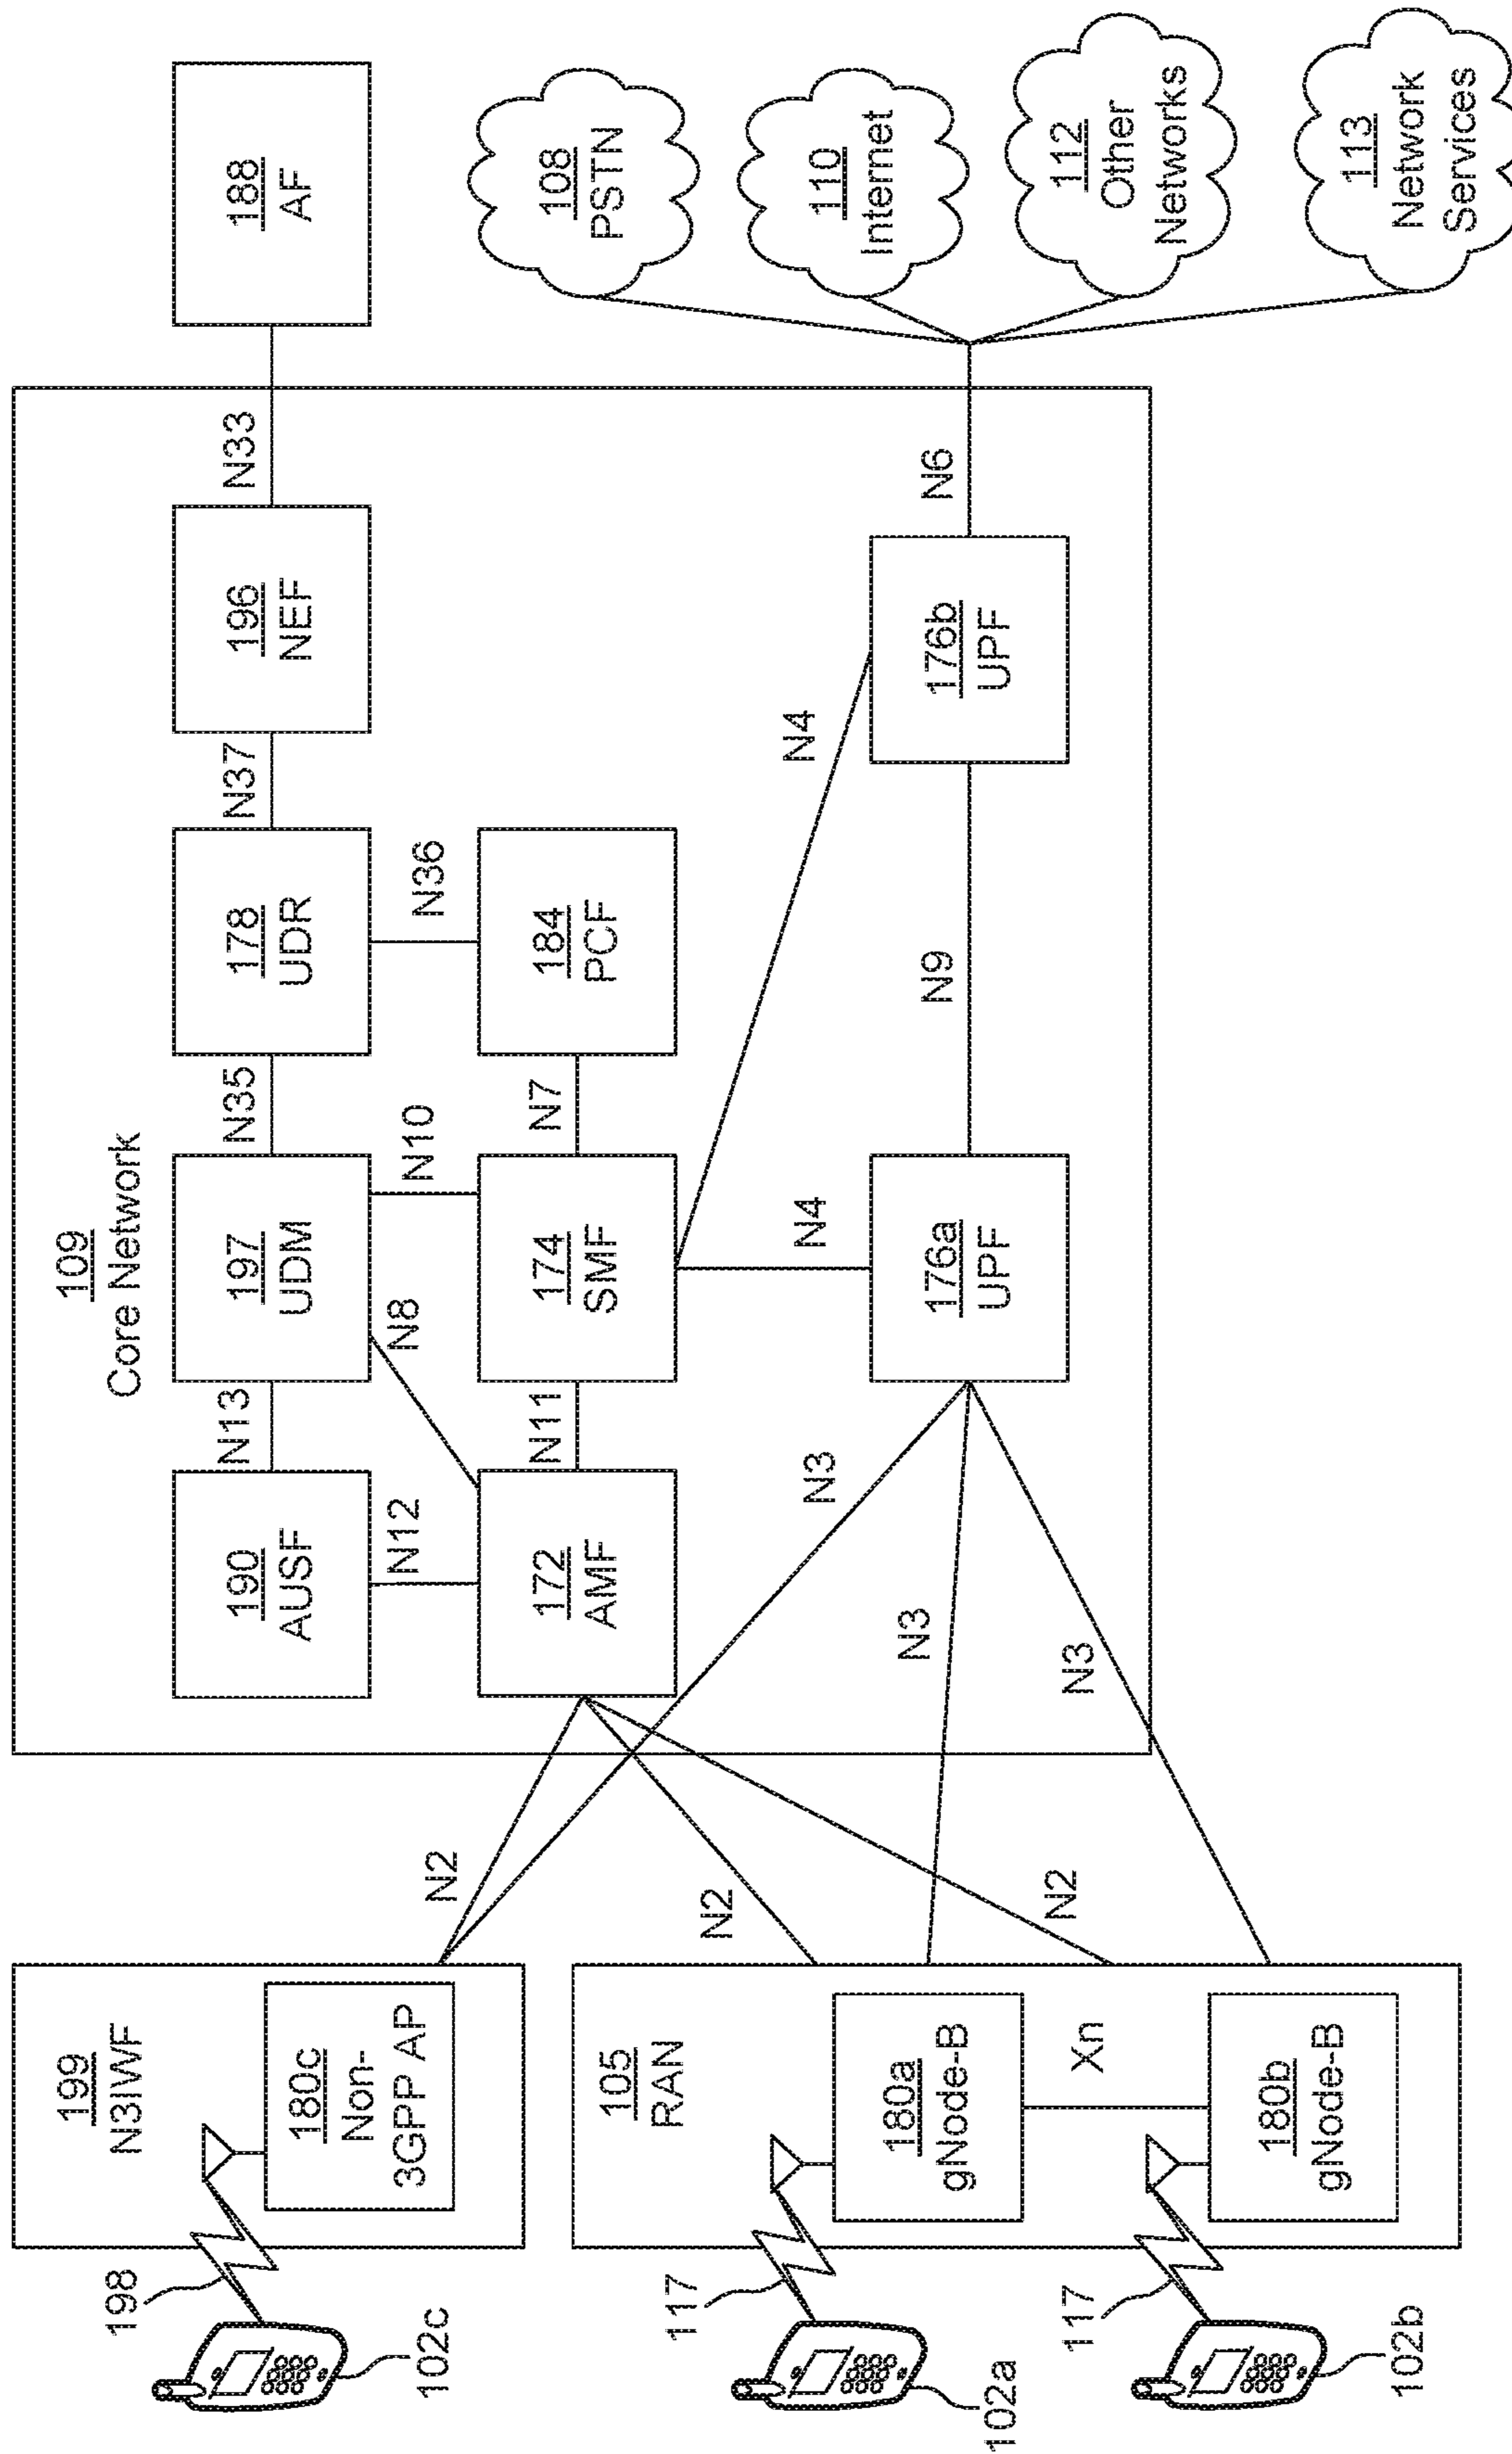 109
Core Network
199
N3IWF
198
180c
Non-
3GPP AP
102c
N2
190
AUSF
N13
197
UDM
N35
178
UDR
N37
196
NEF
N33
188
AF
N12
N8
N10
N36
172
AMF
N11
174
SMF
N7
184
PCF
108
PSTN
105
RAN
117
102a
180a
gNode-B
N2
N3
N4
N4
110
Internet
Xn
N3
176a
UPF
N9
176b
UPF
N6
117
102b
180b
gNode-B
N2
N3
112
Other
Networks
113
Network
Services